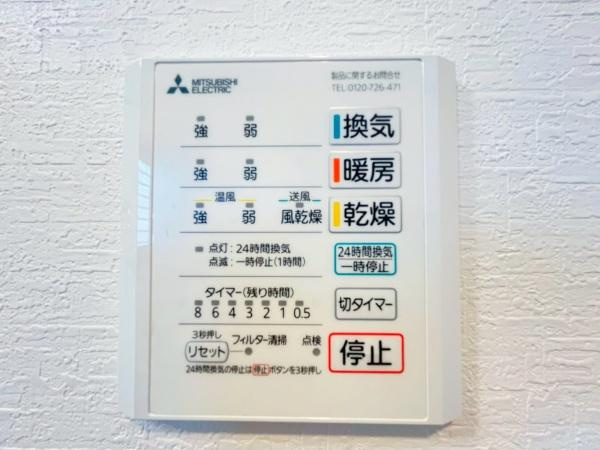 MITSUBISHI
ELECTRIC
製品に関するお問合せ
TEL 0120-726-471
強 弱 換気
強 弱 暖房
温風 送風
強 弱 風乾燥 乾燥
点灯：24時間換気
点滅：一時停止(1時間)
24時間換気
一時停止
タイマー(残り時間)
8 6 4 3 2 1 0.5
切タイマー
3秒押し
リセット フィルター清掃 点検
停止
24時間換気の停止は停止ボタンを3秒押し